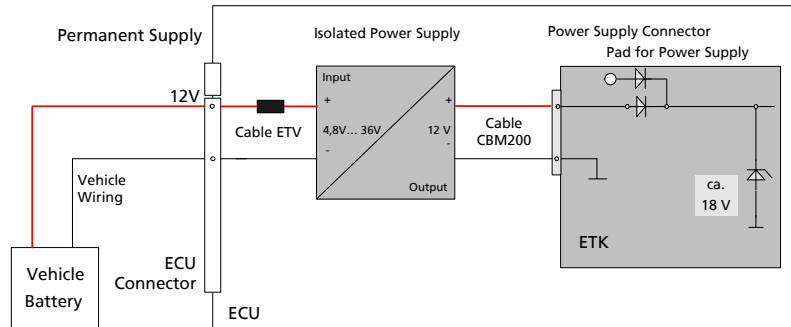 Permanent Supply
Isolated Power Supply
Power Supply Connector
Pad for Power Supply
12V
Input
+
+
4,8V... 36V
12 V
-
-
Output
Cable ETV
Cable
CBM200
Vehicle
Wiring
ca.
18 V
ETK
Vehicle
Battery
ECU
Connector
ECU